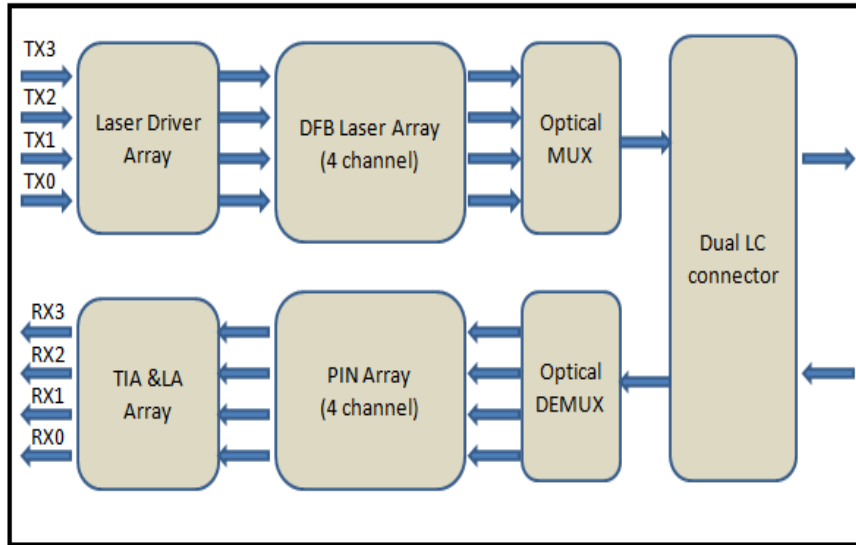 TX3
TX2
TX1
TX0
Laser Driver
Array
DFB Laser Array
(4 channel)
Optical
MUX
Dual LC
connector
RX3
RX2
RX1
RX0
TIA &LA
Array
PIN Array
(4 channel)
Optical
DEMUX